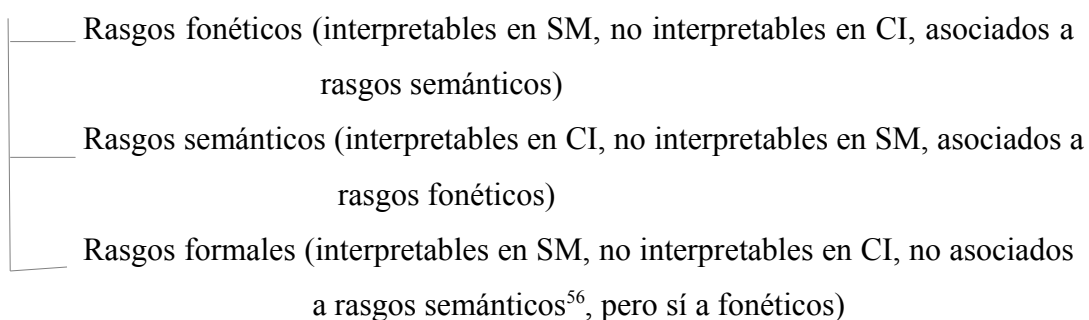 Rasgos fonéticos (interpretables en SM, no interpretables en CI, asociados a
rasgos semánticos)
Rasgos semánticos (interpretables en CI, no interpretables en SM, asociados a
rasgos fonéticos)
Rasgos formales (interpretables en SM, no interpretables en CI, no asociados
a rasgos semánticos⁵⁶, pero sí a fonéticos)